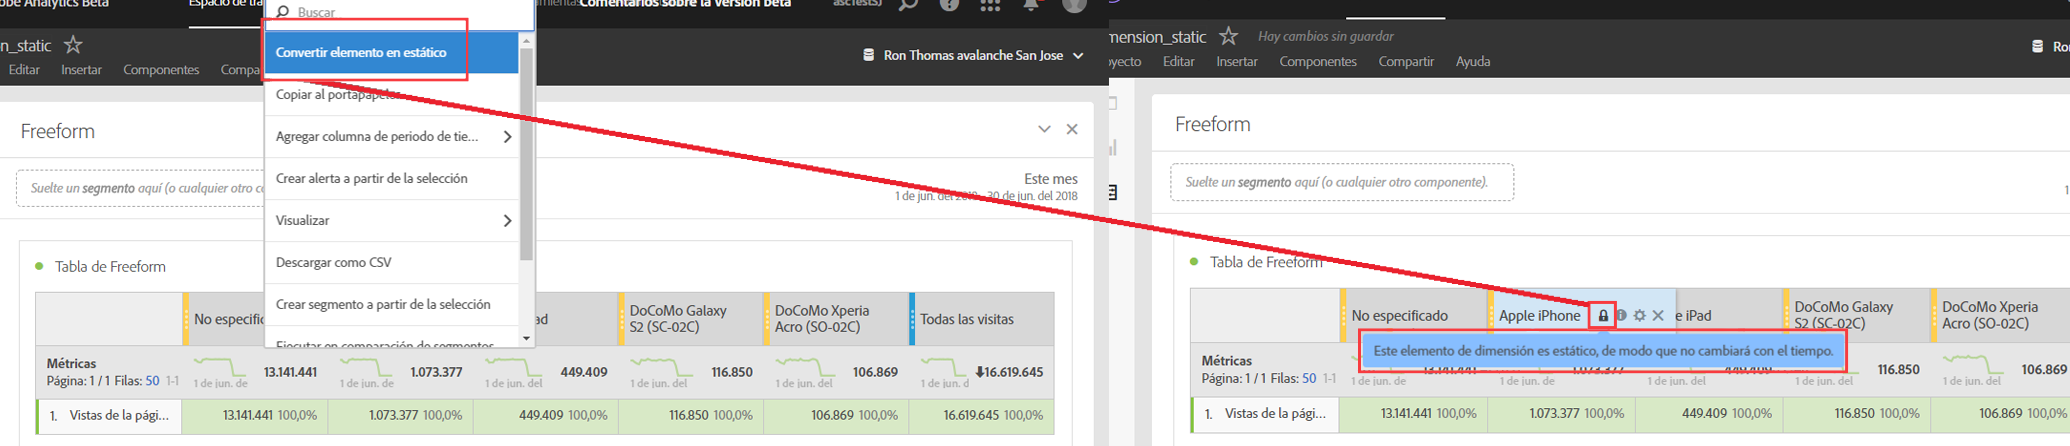 obe Analytics Beta
Espacio de tra
Comentarios sobre la versión beta
Buscar
Convertir elemento en estático
Copiar al portapapeles
Agregar columna de periodo de tie...
Crear alerta a partir de la selección
Visualizar
Descargar como CSV
Crear segmento a partir de la selección
Ejecutar en comparación de segmentos
on_static
Ron Thomas avalanche San Jose
Editar Insertar Componentes Compa
Freeform
Suelte un segmento aquí (o cualquier otro co
Este mes
1 de jun. del 2018 - 30 de jun. del 2018
Tabla de Freeform
No especific
ad
DoCoMo Galaxy
S2 (SC-02C)
DoCoMo Xperia
Acro (SO-02C)
Todas las visitas
Métricas
Página: 1 / 1 Filas: 50 1-1
1 de jun. de 13.141.441
1 de jun. de 1.073.377
1 de jun. del 449.409
1 de jun. del 116.850
1 de jun. del 106.869
1 de jun. d 16.619.645
1. Vistas de la pági... 13.141.441 100,0% 1.073.377 100,0% 449.409 100,0% 116.850 100,0% 106.869 100,0% 16.619.645 100,0%
mension_static Hay cambios sin guardar
Ro
oyecto Editar Insertar Componentes Compartir Ayuda
Freeform
Suelte un segmento aquí (o cualquier otro componente).
1
Tabla de Freeform
No especificado
Apple iPhone
e iPad
DoCoMo Galaxy
S2 (SC-02C)
DoCoMo Xperia
Acro (SO-02C)
Este elemento de dimensión es estático, de modo que no cambiará con el tiempo.
Métricas
Página: 1 / 1 Filas: 50 1-1
1 de jun. de 13.141.441
1 de jun. de 1.073.377
1 de jun. del 449.409
1 de jun. del 116.850
1 de jun. del 106.869
1. Vistas de la pági... 13.141.441 100,0% 1.073.377 100,0% 449.409 100,0% 116.850 100,0% 106.869 100,0%